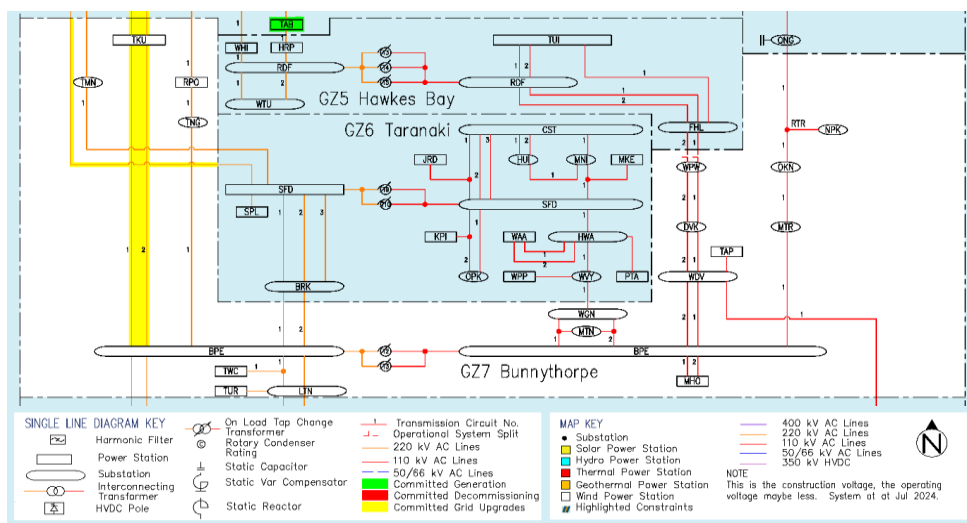 TAH
TKU
WHI
HRP
TUI
ONG
RDF
T3
T4
T5
TMN
RPO
RDF
WTU
GZ5 Hawkes Bay
TNG
GZ6 Taranaki
CST
FHL
RTR
NPK
JRD
HUI
MNI
MKE
WPW
DKN
SFD
T10
SPL
SFD
KPI
WAA
HWA
DVK
MTR
TAP
OPK
WPP
WVY
PTA
WDV
BRK
WGN
MTN
BPE
T2
T3
BPE
GZ7 Bunnythorpe
TWC
MHO
TUR
LTN
SINGLE LINE DIAGRAM KEY
Harmonic Filter
Power Station
Substation
Interconnecting
Transformer
HVDC Pole
On Load Tap Change
Transformer
Rotary Condenser
Rating
Static Capacitor
Static Var Compensator
Static Reactor
1 Transmission Circuit No.
Operational System Split
220 kV AC Lines
110 kV AC Lines
50/66 kV AC Lines
Committed Generation
Committed Decommissioning
Committed Grid Upgrades
MAP KEY
Substation
Solar Power Station
Hydro Power Station
Thermal Power Station
Geothermal Power Station
Wind Power Station
Highlighted Constraints
400 kV AC Lines
220 kV AC Lines
110 kV AC Lines
50/66 kV AC Lines
350 kV HVDC
NOTE
This is the construction voltage, the operating
voltage maybe less. System at at Jul 2024.
N